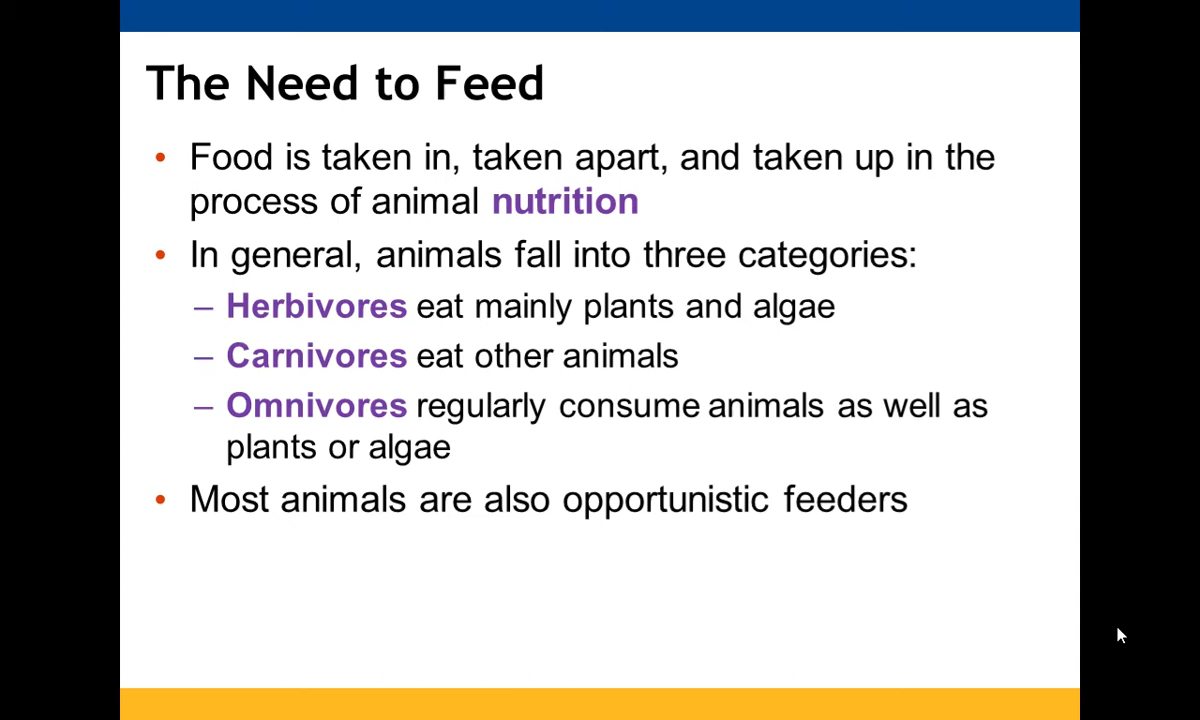 The Need to Feed
• Food is taken in, taken apart, and taken up in the
process of animal nutrition
• In general, animals fall into three categories:
– Herbivores eat mainly plants and algae
– Carnivores eat other animals
– Omnivores regularly consume animals as well as
plants or algae
• Most animals are also opportunistic feeders